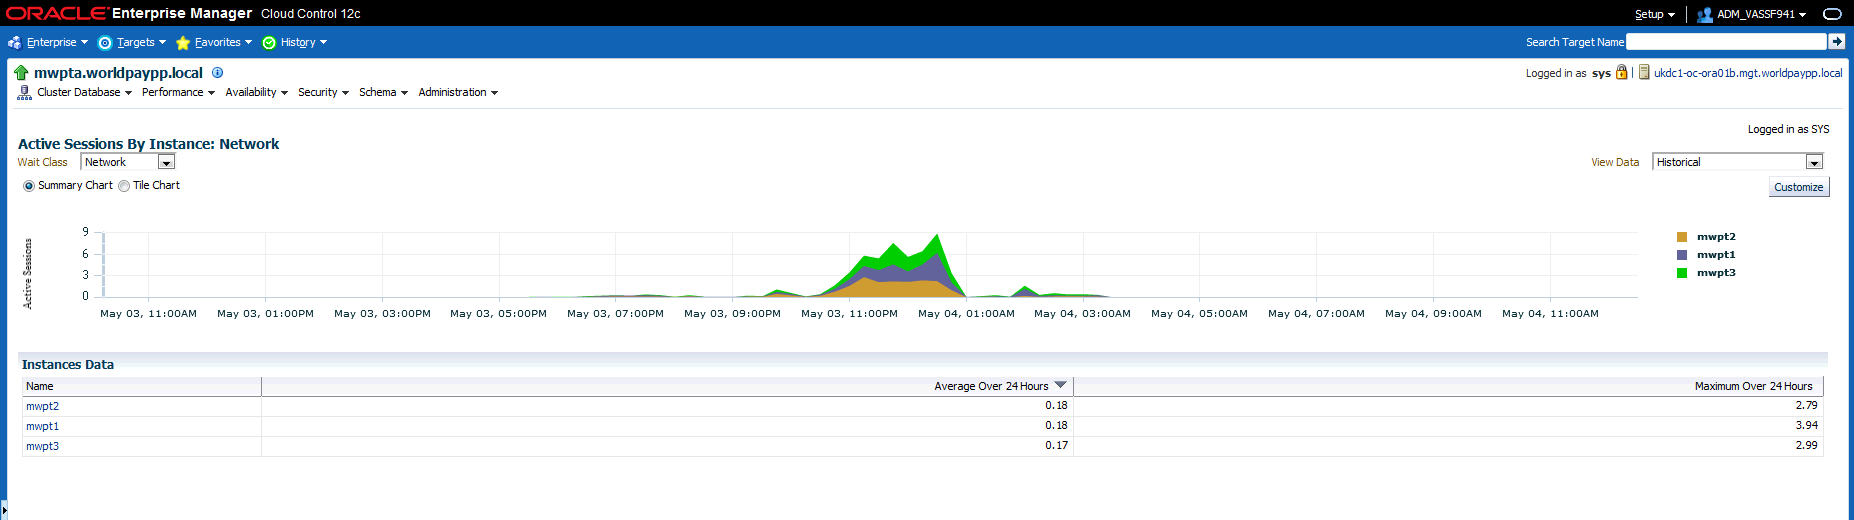 ORACLE Enterprise Manager Cloud Control 12c
Setup ADM_VASSF941
Enterprise Targets Favorites History Search Target Name
mwpta.worldpaypp.local Logged in as sys ukdc1-oc-ora01b.mgt.worldpaypp.local
Cluster Database Performance Availability Security Schema Administration
Logged in as SYS
Active Sessions By Instance: Network
Wait Class Network View Data Historical
Summary Chart Tile Chart Customize
Active Sessions
9
6
3
0
mwpt2
mwpt1
mwpt3
May 03, 11:00AM May 03, 01:00PM May 03, 03:00PM May 03, 05:00PM May 03, 07:00PM May 03, 09:00PM May 03, 11:00PM May 04, 01:00AM May 04, 03:00AM May 04, 05:00AM May 04, 07:00AM May 04, 09:00AM May 04, 11:00AM
Instances Data
Name Average Over 24 Hours Maximum Over 24 Hours
mwpt2 0.18 2.79
mwpt1 0.18 3.94
mwpt3 0.17 2.99